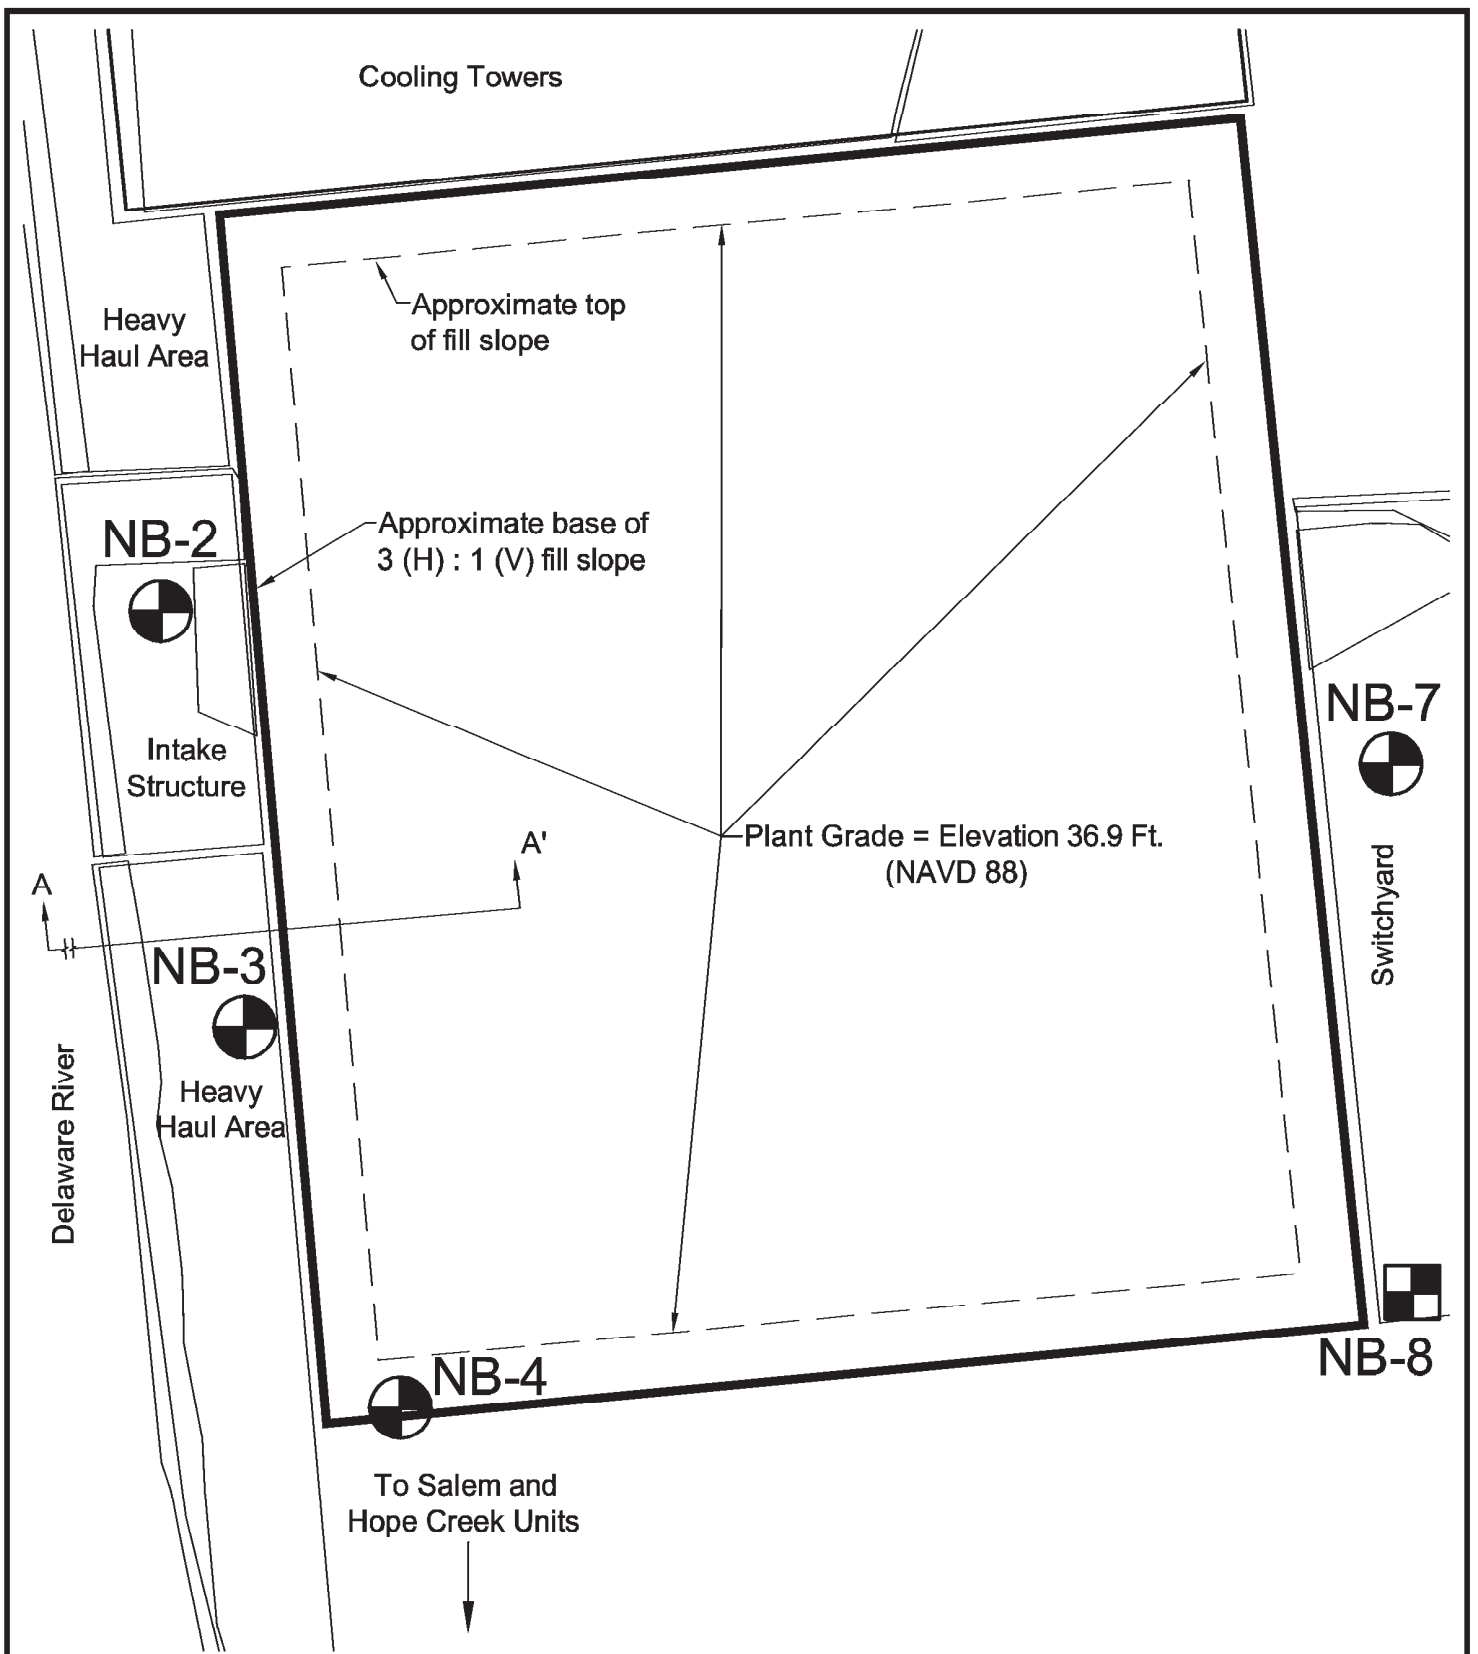 Cooling Towers
Approximate top
of fill slope
Heavy
Haul Area
NB-2
Approximate base of
3 (H) : 1 (V) fill slope
NB-7
Intake
Structure
Plant Grade = Elevation 36.9 Ft.
(NAVD 88)
A'
A
Switchyard
NB-3
Heavy
Haul Area
Delaware River
NB-8
NB-4
To Salem and
Hope Creek Units